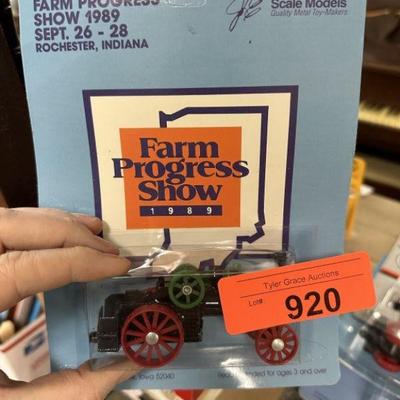 FARM PROGRESS
SHOW 1989
SEPT. 26 - 28
ROCHESTER, INDIANA
Scale Models
Quality Metal Toy-Makers
Farm
Progress
Show
1989
Tyler Grace Auctions
Lot#:
920
Iowa 52040
for ages 3 and over